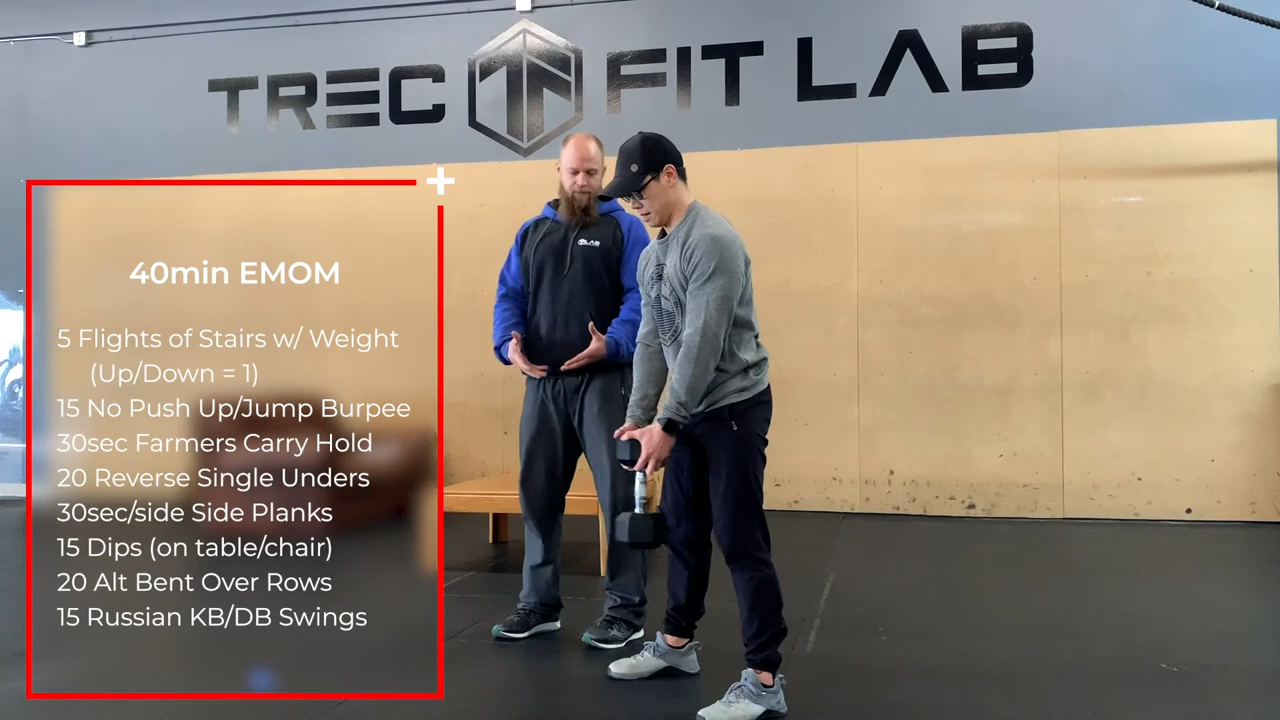 TREC FIT LAB
LAB
40min EMOM
5 Flights of Stairs w/ Weight
(Up/Down = 1)
15 No Push Up/Jump Burpee
30sec Farmers Carry Hold
20 Reverse Single Unders
30sec/side Side Planks
15 Dips (on table/chair)
20 Alt Bent Over Rows
15 Russian KB/DB Swings